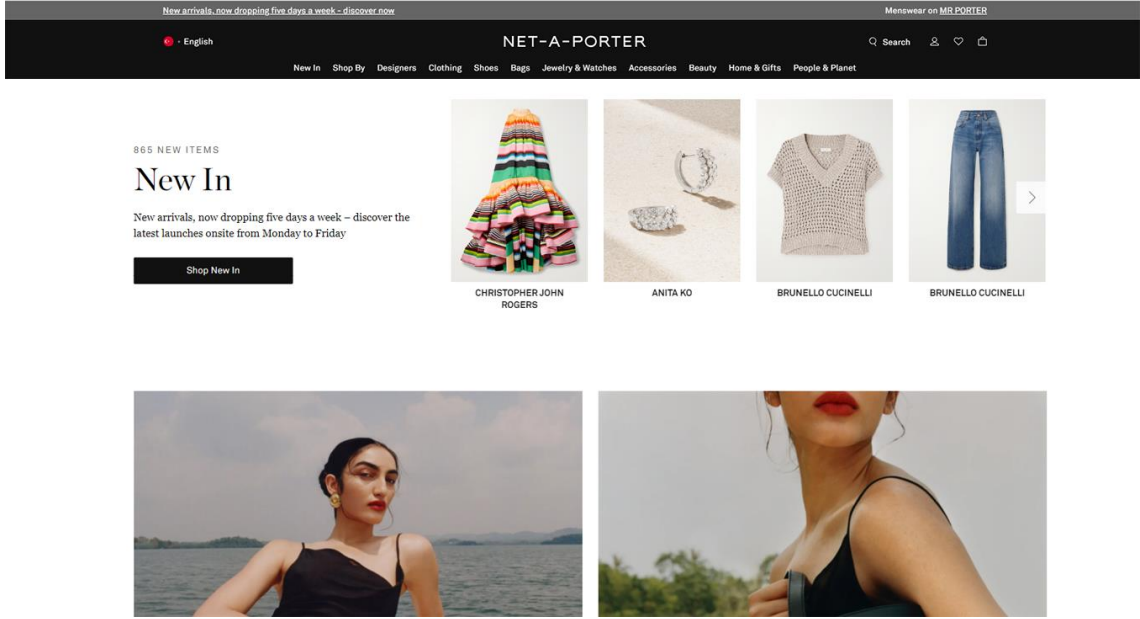 New arrivals, now dropping five days a week - discover now
Menswear on MR PORTER
English
NET-A-PORTER
Search
New In Shop By Designers Clothing Shoes Bags Jewelry & Watches Accessories Beauty Home & Gifts People & Planet
865 NEW ITEMS
New In
New arrivals, now dropping five days a week – discover the
latest launches onsite from Monday to Friday
Shop New In
CHRISTOPHER JOHN
ROGERS
ANITA KO
BRUNELLO CUCINELLI
BRUNELLO CUCINELLI